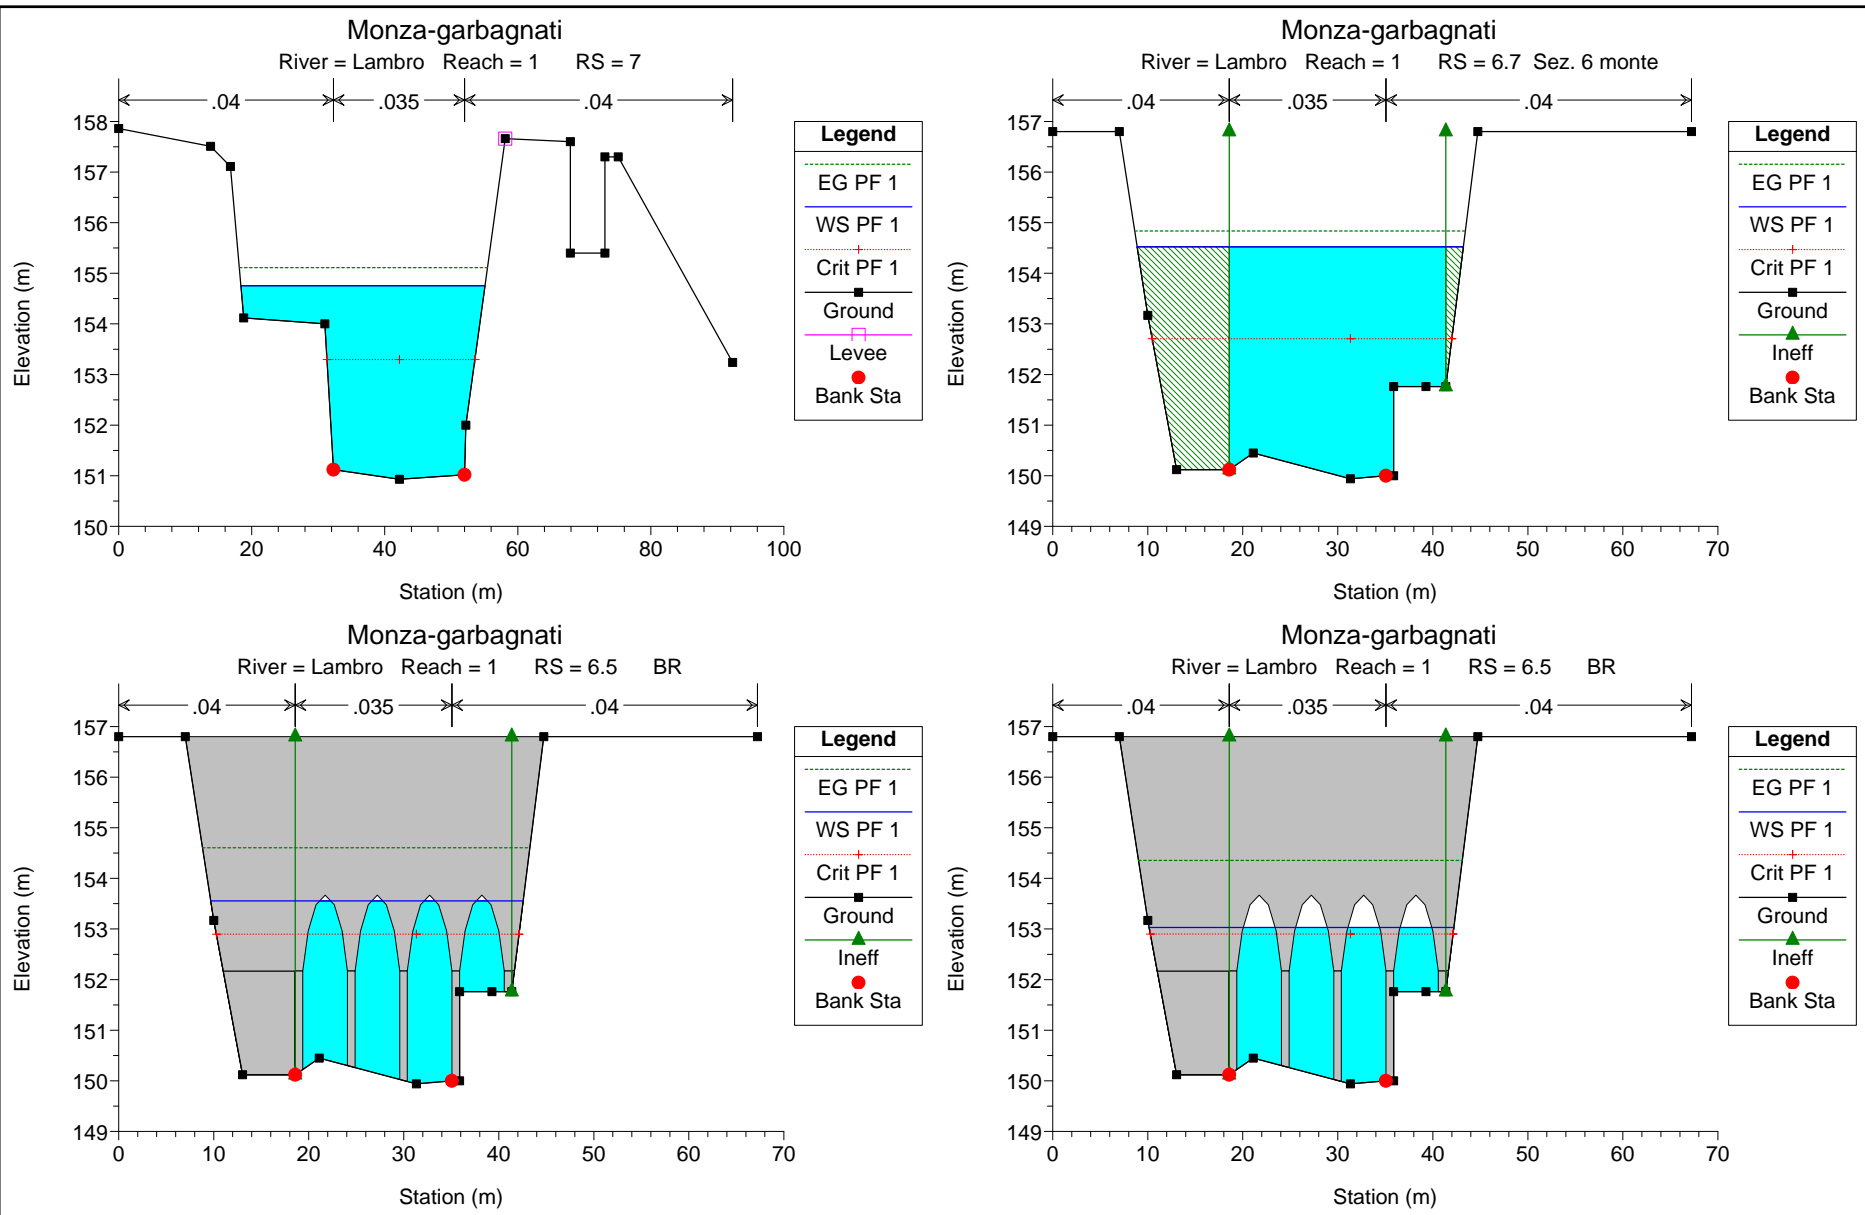 Monza-garbagnati
River = Lambro Reach = 1 RS = 7
.04 .035 .04
158
157
156
155
154
153
152
151
150
0 20 40 60 80 100
Elevation (m)
Station (m)
Legend
EG PF 1
WS PF 1
Crit PF 1
Ground
Levee
Bank Sta
Monza-garbagnati
River = Lambro Reach = 1 RS = 6.7 Sez. 6 monte
.04 .035 .04
157
156
155
154
153
152
151
150
149
0 10 20 30 40 50 60 70
Elevation (m)
Station (m)
Legend
EG PF 1
WS PF 1
Crit PF 1
Ground
Ineff
Bank Sta
Monza-garbagnati
River = Lambro Reach = 1 RS = 6.5 BR
.04 .035 .04
157
156
155
154
153
152
151
150
149
0 10 20 30 40 50 60 70
Elevation (m)
Station (m)
Legend
EG PF 1
WS PF 1
Crit PF 1
Ground
Ineff
Bank Sta
Monza-garbagnati
River = Lambro Reach = 1 RS = 6.5 BR
.04 .035 .04
157
156
155
154
153
152
151
150
149
0 10 20 30 40 50 60 70
Elevation (m)
Station (m)
Legend
EG PF 1
WS PF 1
Crit PF 1
Ground
Ineff
Bank Sta